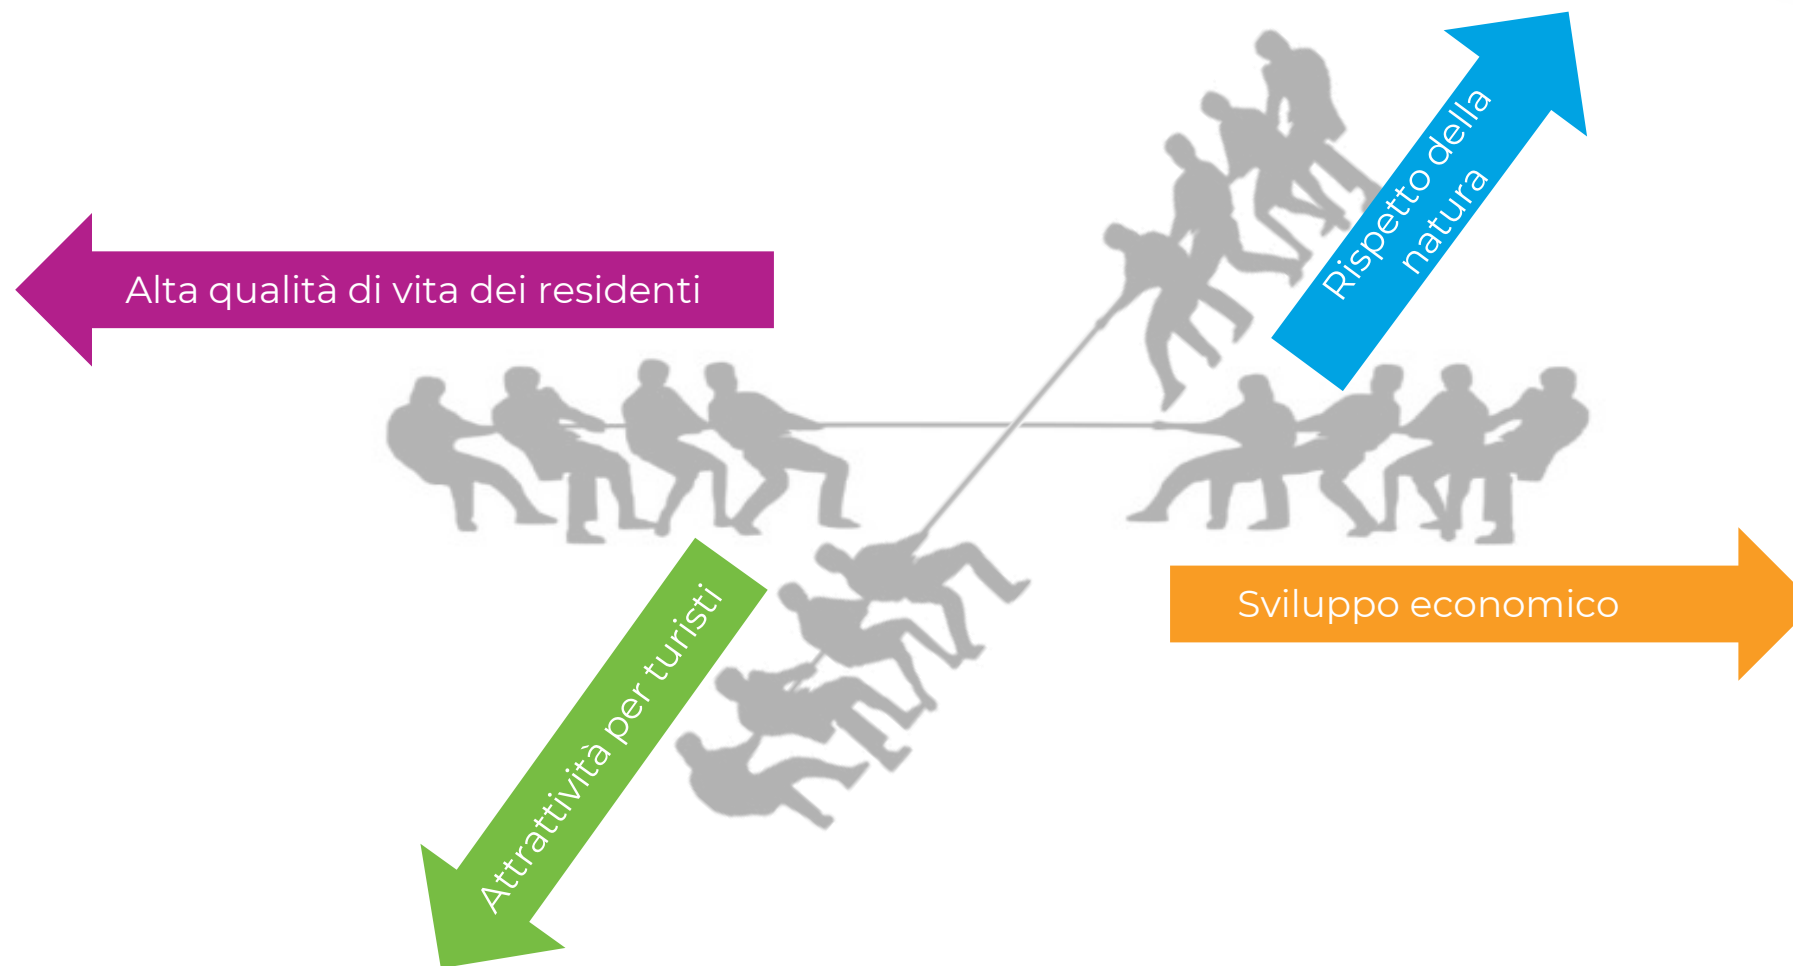 Rispetto della
natura
Alta qualità di vita dei residenti
Sviluppo economico
Attrattività per turisti